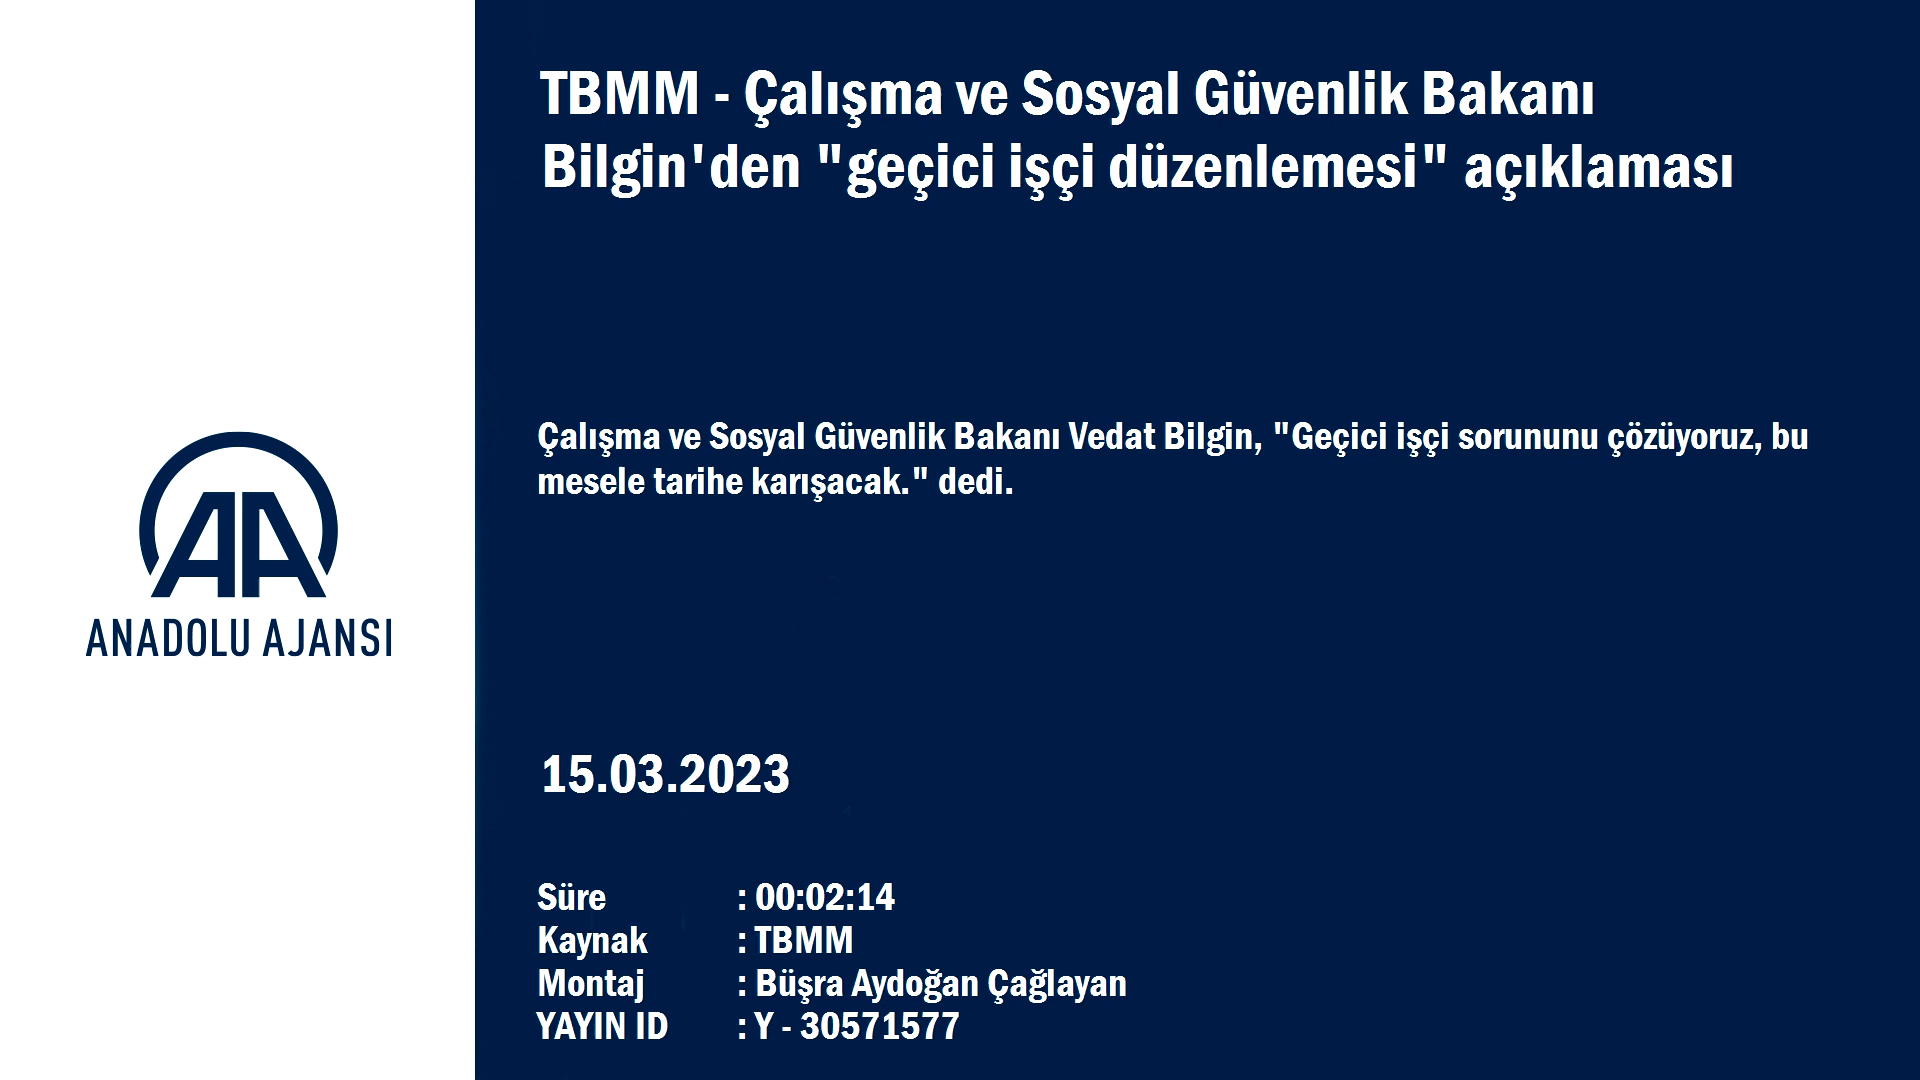 TBMM - Çalışma ve Sosyal Güvenlik Bakanı
Bilgin'den "geçici işçi düzenlemesi" açıklaması
Çalışma ve Sosyal Güvenlik Bakanı Vedat Bilgin, "Geçici işçi sorununu çözüyoruz, bu
mesele tarihe karışacak." dedi.
AA
ANADOLU AJANSI
15.03.2023
Süre : 00:02:14
Kaynak : TBMM
Montaj : Büşra Aydoğan Çağlayan
YAYIN ID : Y - 30571577